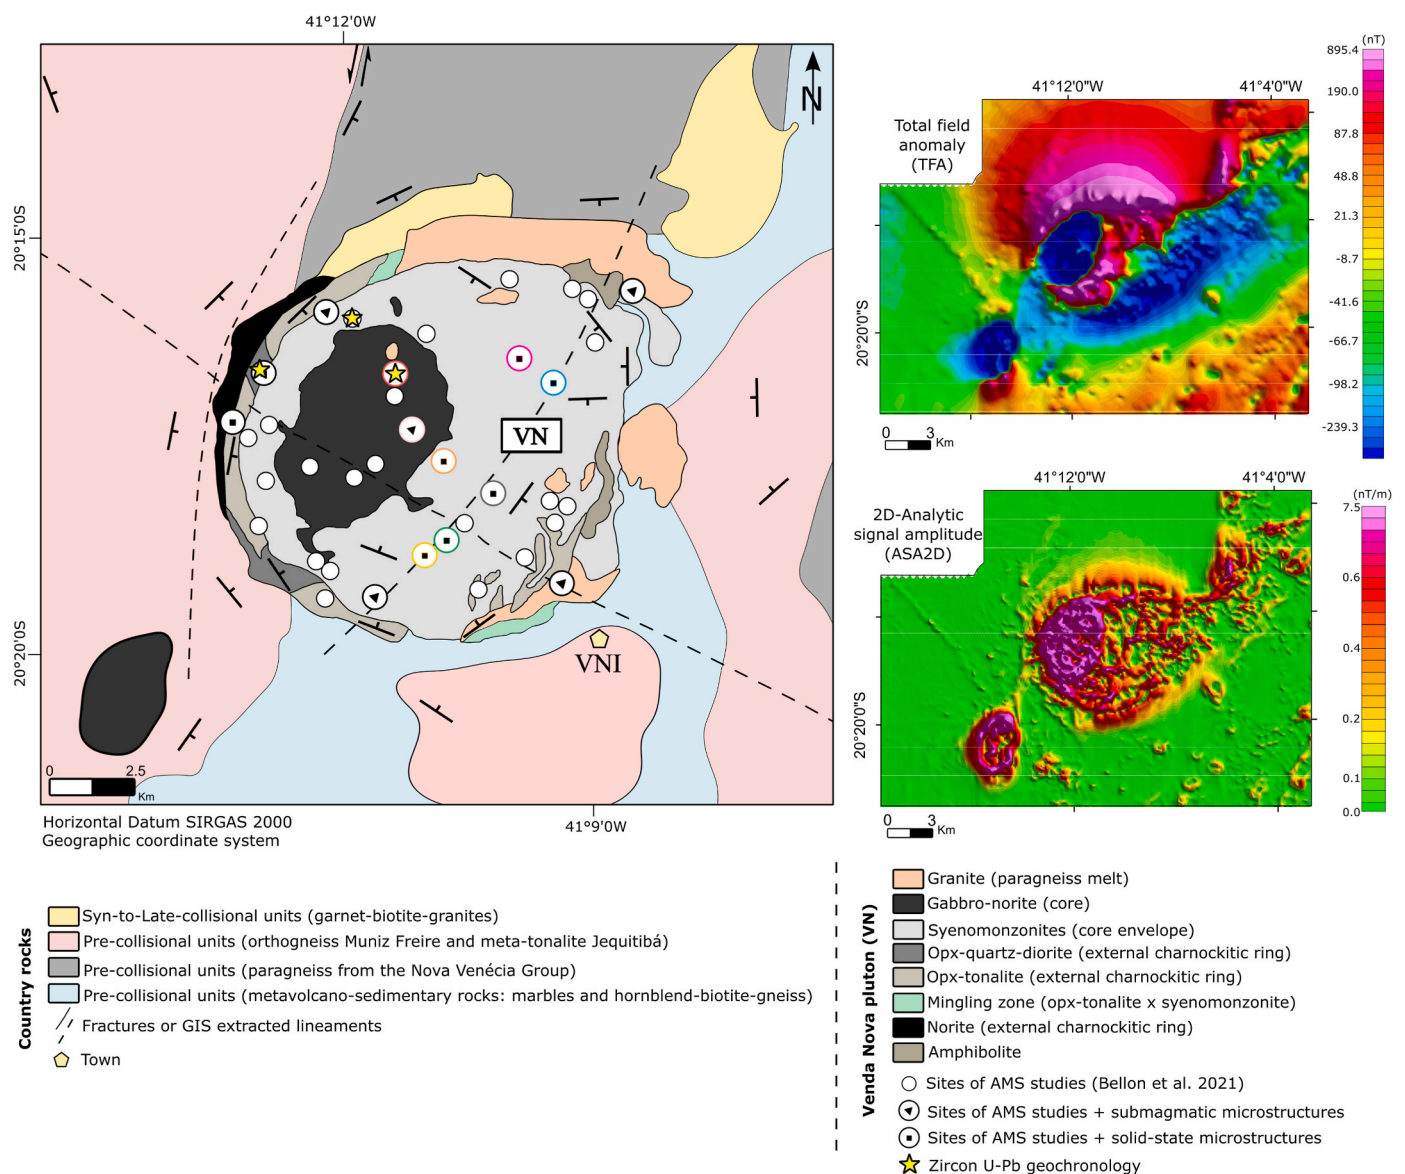 41°12'0W
N
20°15'0"S
VN
20°20'0"S
VNI
0 2.5
Km
41°9'0"W
Horizontal Datum SIRGAS 2000
Geographic coordinate system
Total field
anomaly
(TFA)
41°12'0"W 41°4'0"W
20°20'0"S
0 3 Km
(nT)
895.4
190.0
87.8
48.8
21.3
-8.7
-41.6
-66.7
-98.2
-239.3
2D-Analytic
signal amplitude
(ASA2D)
41°12'0"W 41°4'0"W
20°20'0"S
0 3 Km
(nT/m)
7.5
0.6
0.4
0.2
0.1
0.0
Country rocks
Syn-to-Late-collisional units (garnet-biotite-granites)
Pre-collisional units (orthogneiss Muniz Freire and meta-tonalite Jequitibá)
Pre-collisional units (paragneiss from the Nova Venécia Group)
Pre-collisional units (metavolcano-sedimentary rocks: marbles and hornblend-biotite-gneiss)
Fractures or GIS extracted lineaments
Town
Venda Nova pluton (VN)
Granite (paragneiss melt)
Gabbro-norite (core)
Syenomonzonites (core envelope)
Opx-quartz-diorite (external charnockitic ring)
Opx-tonalite (external charnockitic ring)
Mingling zone (opx-tonalite x syenomonzonite)
Norite (external charnockitic ring)
Amphibolite
Sites of AMS studies (Bellon et al. 2021)
Sites of AMS studies + submagmatic microstructures
Sites of AMS studies + solid-state microstructures
Zircon U-Pb geochronology